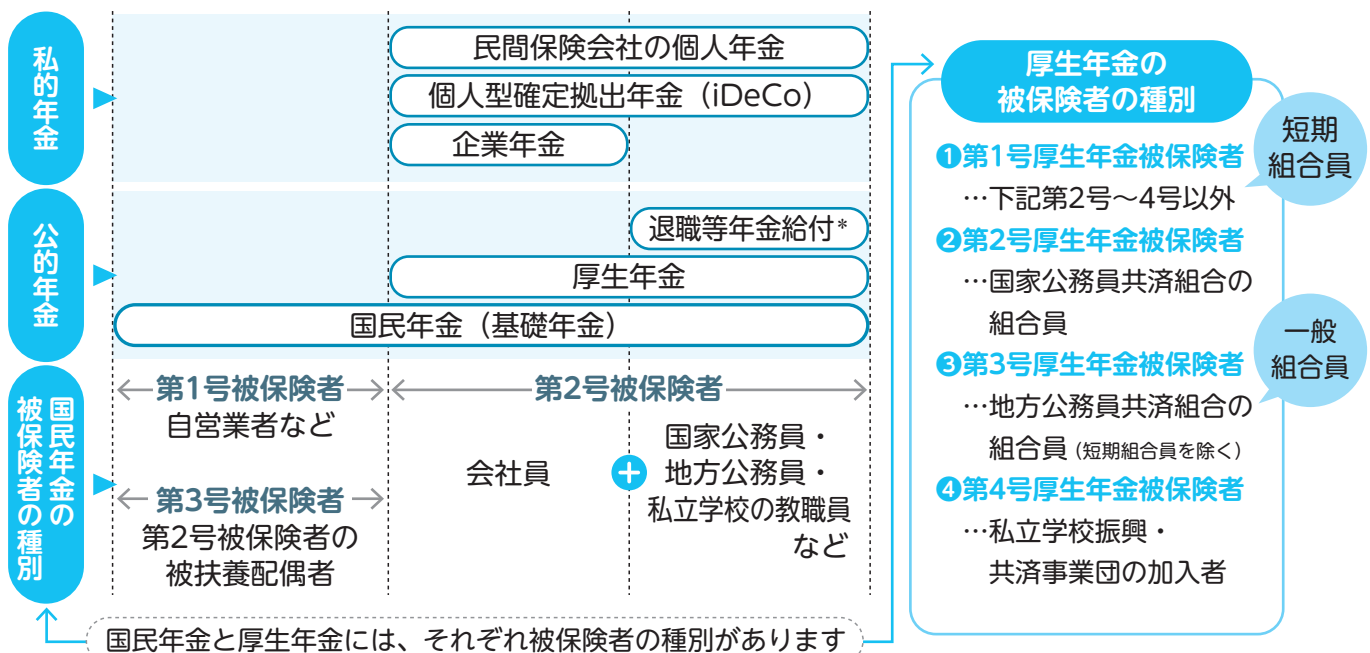 私的年金
民間保険会社の個人年金
個人型確定拠出年金（iDeCo）
企業年金
公的年金
退職等年金給付*
厚生年金
国民年金（基礎年金）
国民年金の
被保険者の種別
第1号被保険者
自営業者など
第3号被保険者
第2号被保険者の
被扶養配偶者
第2号被保険者
会社員
+
国家公務員・
地方公務員・
私立学校の教職員
など
国民年金と厚生年金には、それぞれ被保険者の種別があります
厚生年金の
被保険者の種別
短期
組合員
❶第1号厚生年金被保険者
…下記第2号〜4号以外
❷第2号厚生年金被保険者
…国家公務員共済組合の
組合員
一般
組合員
❸第3号厚生年金被保険者
…地方公務員共済組合の
組合員（短期組合員を除く）
❹第4号厚生年金被保険者
…私立学校振興・
共済事業団の加入者